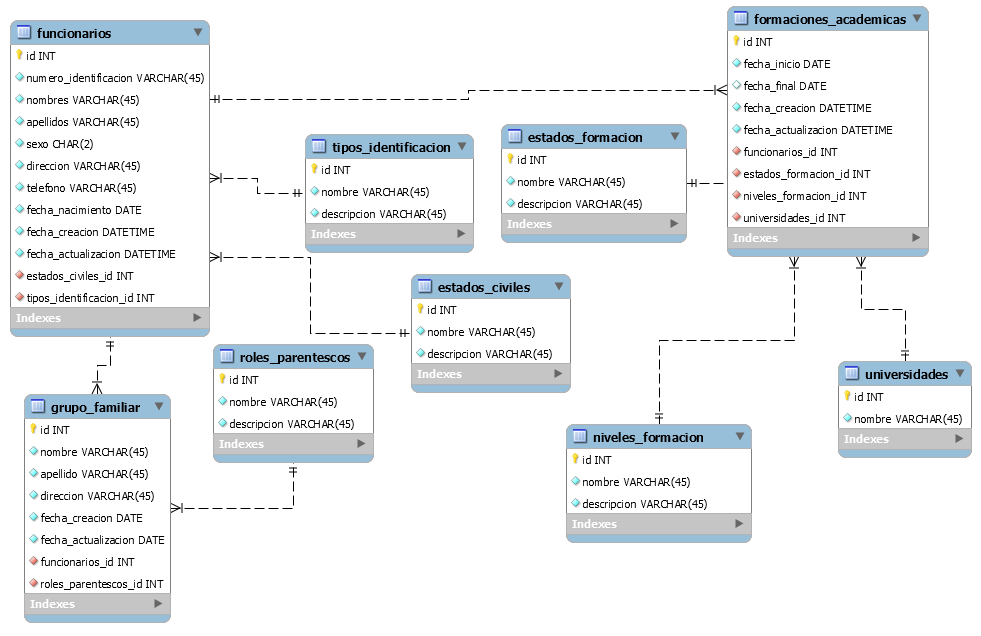 funcionarios
id INT
numero_identificacion VARCHAR(45)
nombres VARCHAR(45)
apellidos VARCHAR(45)
sexo CHAR(2)
direccion VARCHAR(45)
telefono VARCHAR(45)
fecha_nacimiento DATE
fecha_creacion DATETIME
fecha_actualizacion DATETIME
estados_civiles_id INT
tipos_identificacion_id INT
Indexes
tipos_identificacion
id INT
nombre VARCHAR(45)
descripcion VARCHAR(45)
Indexes
estados_formacion
id INT
nombre VARCHAR(45)
descripcion VARCHAR(45)
Indexes
formaciones_academicas
id INT
fecha_inicio DATE
fecha_final DATE
fecha_creacion DATETIME
fecha_actualizacion DATETIME
funcionarios_id INT
estados_formacion_id INT
niveles_formacion_id INT
universidades_id INT
Indexes
estados_civiles
id INT
nombre VARCHAR(45)
descripcion VARCHAR(45)
Indexes
roles_parentescos
id INT
nombre VARCHAR(45)
descripcion VARCHAR(45)
Indexes
universidades
id INT
nombre VARCHAR(45)
Indexes
grupo_familiar
id INT
nombre VARCHAR(45)
apellido VARCHAR(45)
direccion VARCHAR(45)
fecha_creacion DATE
fecha_actualizacion DATE
funcionarios_id INT
roles_parentescos_id INT
Indexes
niveles_formacion
id INT
nombre VARCHAR(45)
descripcion VARCHAR(45)
Indexes